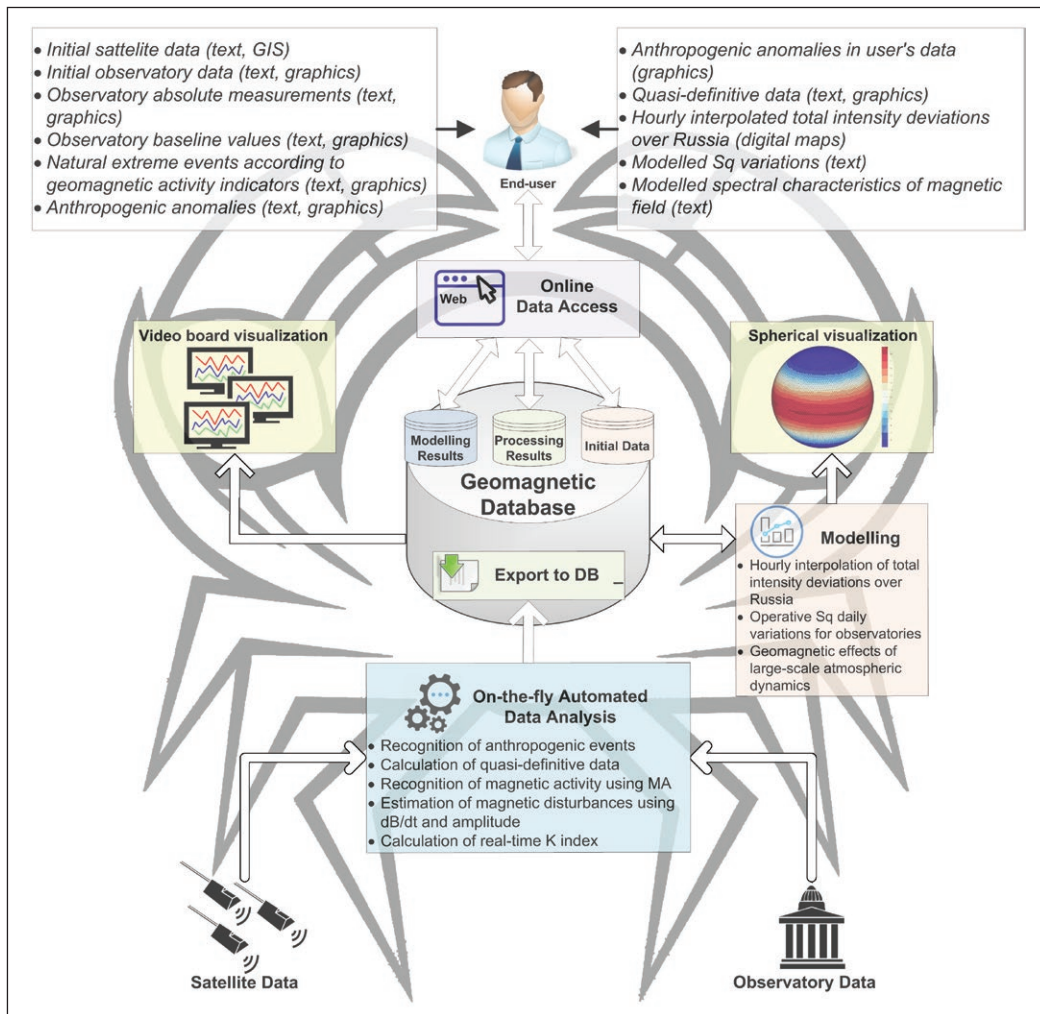 • Initial sattelite data (text, GIS)
• Initial observatory data (text, graphics)
• Observatory absolute measurements (text,
graphics)
• Observatory baseline values (text, graphics)
• Natural extreme events according to
geomagnetic activity indicators (text, graphics)
• Anthropogenic anomalies (text, graphics)
End-user
• Anthropogenic anomalies in user's data
(graphics)
• Quasi-definitive data (text, graphics)
• Hourly interpolated total intensity deviations
over Russia (digital maps)
• Modelled Sq variations (text)
• Modelled spectral characteristics of magnetic
field (text)
Web
Online
Data Access
Video board visualization
Spherical visualization
Modelling
Results
Processing
Results
Initial Data
Geomagnetic
Database
Export to DB _
Modelling
• Hourly interpolation of total
intensity deviations over
Russia
• Operative Sq daily
variations for observatories
• Geomagnetic effects of
large-scale atmospheric
dynamics
On-the-fly Automated
Data Analysis
• Recognition of anthropogenic events
• Calculation of quasi-definitive data
• Recognition of magnetic activity using MA
• Estimation of magnetic disturbances using
dB/dt and amplitude
• Calculation of real-time K index
Satellite Data
Observatory Data